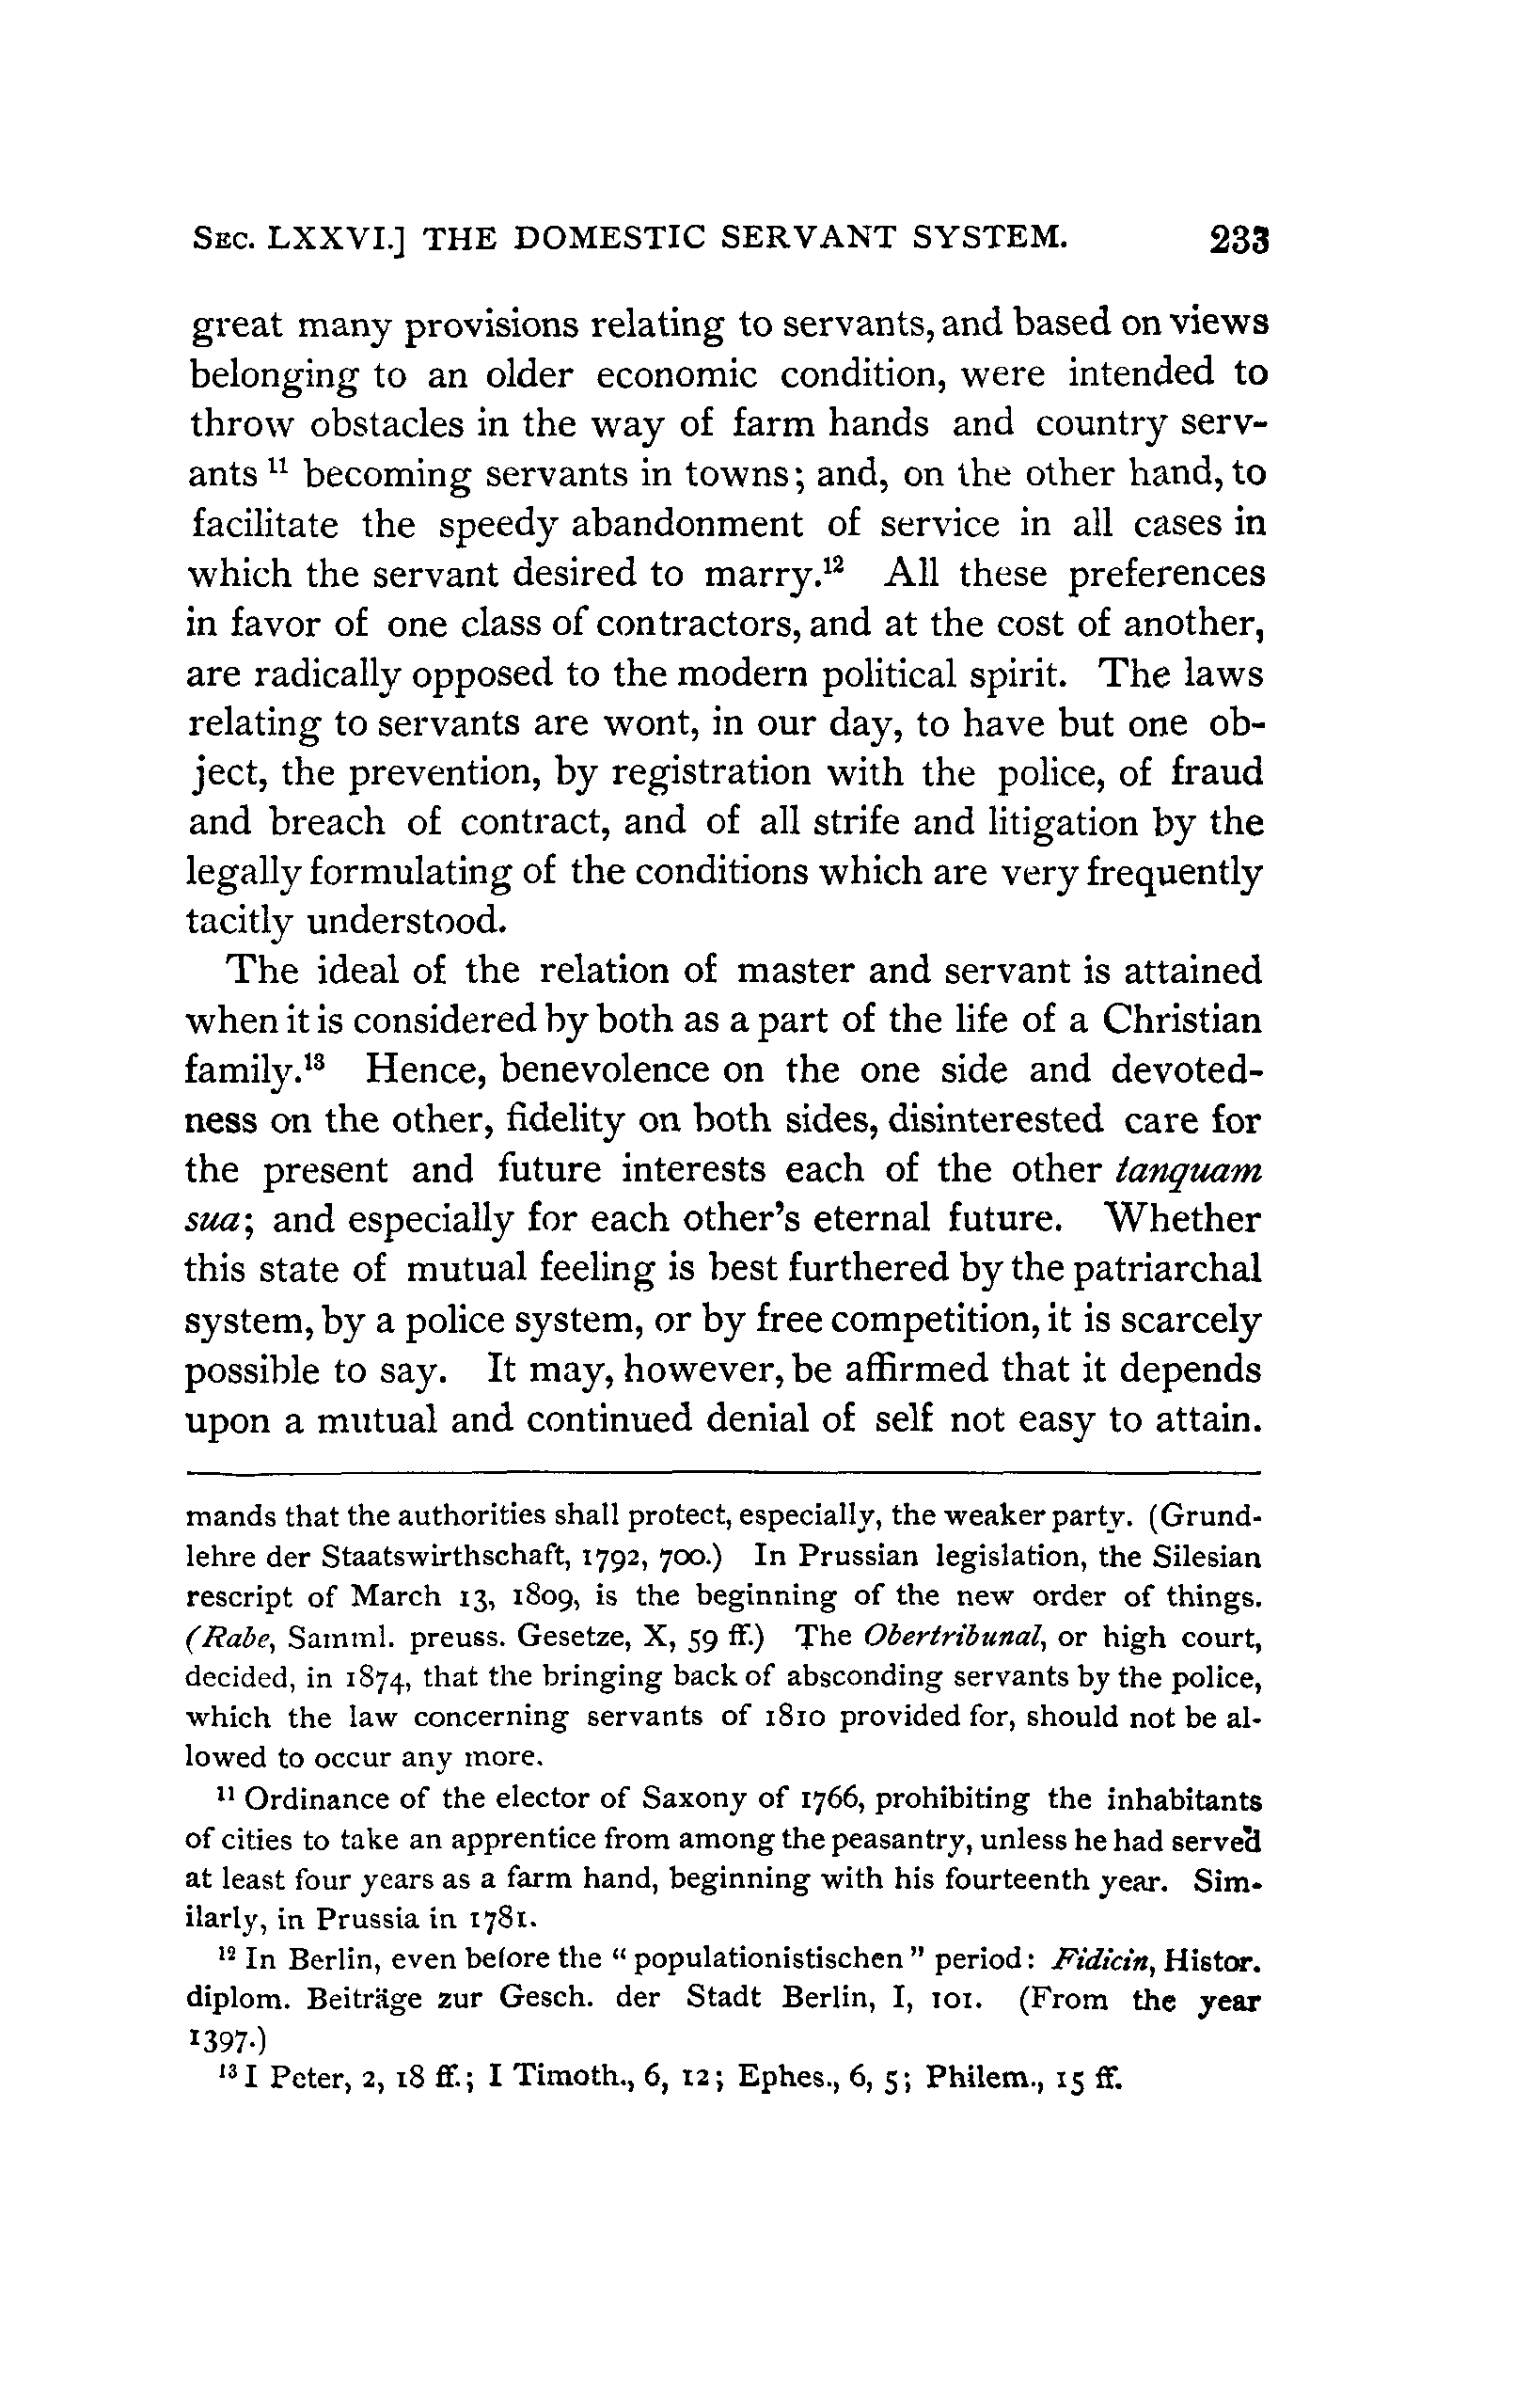 SEC. LXXVI.] THE DOMESTIC SERVANT SYSTEM. 233
great many provisions relating to servants, and based on views
belonging to an older economic condition, were intended to
throw obstacles in the way of farm hands and country serv-
ants 11 becoming servants in towns; and, on the other hand, to
facilitate the speedy abandonment of service in all cases in
which the servant desired to marry.12 All these preferences
in favor of one class of contractors, and at the cost of another,
are radically opposed to the modern political spirit. The laws
relating to servants are wont, in our day, to have but one ob-
ject, the prevention, by registration with the police, of fraud
and breach of contract, and of all strife and litigation by the
legally formulating of the conditions which are very frequently
tacitly understood.
The ideal of the relation of master and servant is attained
when it is considered by both as a part of the life of a Christian
family.13 Hence, benevolence on the one side and devoted-
ness on the other, fidelity on both sides, disinterested care for
the present and future interests each of the other tanquam
sua; and especially for each other's eternal future. Whether
this state of mutual feeling is best furthered by the patriarchal
system, by a police system, or by free competition, it is scarcely
possible to say. It may, however, be affirmed that it depends
upon a mutual and continued denial of self not easy to attain.
mands that the authorities shall protect, especially, the weaker party. (Grund-
lehre der Staatswirthschaft, 1792, 700.) In Prussian legislation, the Silesian
rescript of March 13, 1809, is the beginning of the new order of things.
(Rabe, Samml. preuss. Gesetze, X, 59 ff.) The Obertribunal, or high court,
decided, in 1874, that the bringing back of absconding servants by the police,
which the law concerning servants of 1810 provided for, should not be al-
lowed to occur any more.
11 Ordinance of the elector of Saxony of 1766, prohibiting the inhabitants
of cities to take an apprentice from among the peasantry, unless he had served
at least four years as a farm hand, beginning with his fourteenth year. Sim-
ilarly, in Prussia in 1781.
12 In Berlin, even before the "populationistischen" period: Fidicin, Histor.
diplom. Beiträge zur Gesch. der Stadt Berlin, I, 101. (From the year
1397.)
13 I Peter, 2, 18 ff.; I Timoth., 6, 12; Ephes., 6, 5; Philem., 15 ff.